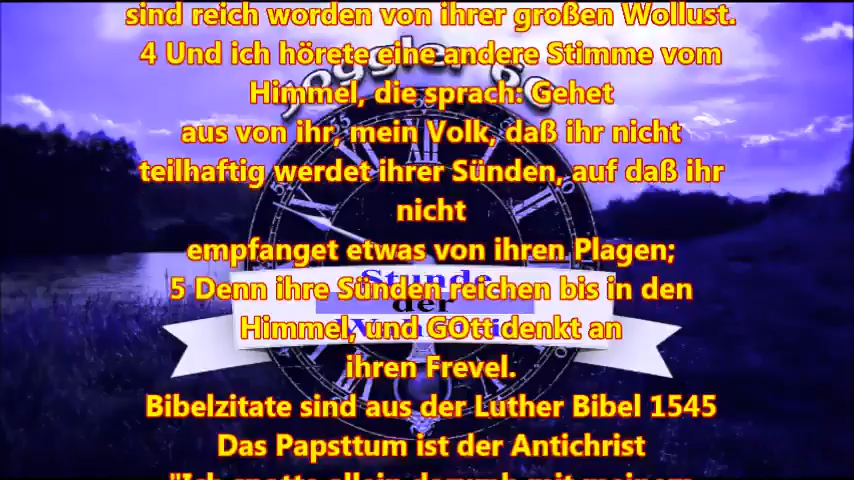 sind reich worden von ihrer großen Wollust.
4 Und ich hörete eine andere Stimme vom
Himmel, die sprach: Gehet
aus von ihr, mein Volk, daß ihr nicht
teilhaftig werdet ihrer Sünden, auf daß ihr
nicht
empfanget etwas von ihren Plagen;
5 Denn ihre Sünden reichen bis in den
Himmel, und GOtt denkt an
ihren Frevel.
Bibelzitate sind aus der Luther Bibel 1545
Das Papsttum ist der Antichrist
"Ich
Stunde
der